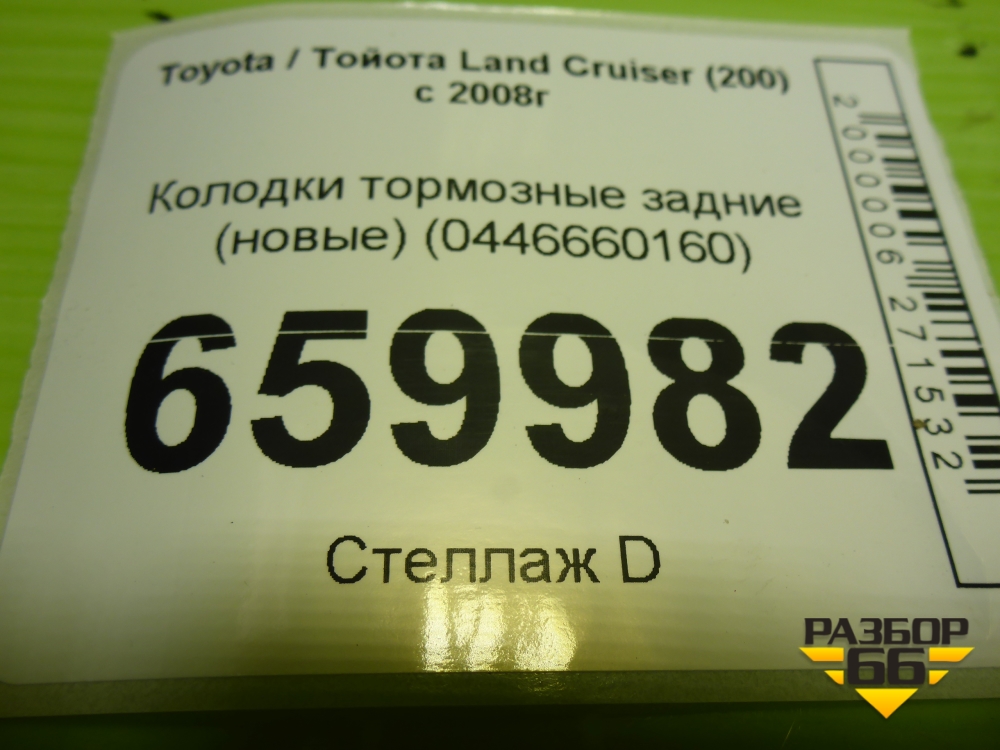 Toyota / Тойота Land Cruiser (200)
с 2008г
Колодки тормозные задние
(новые) (0446660160)
659982
Стеллаж D
2000006271532
РАЗБОР
66